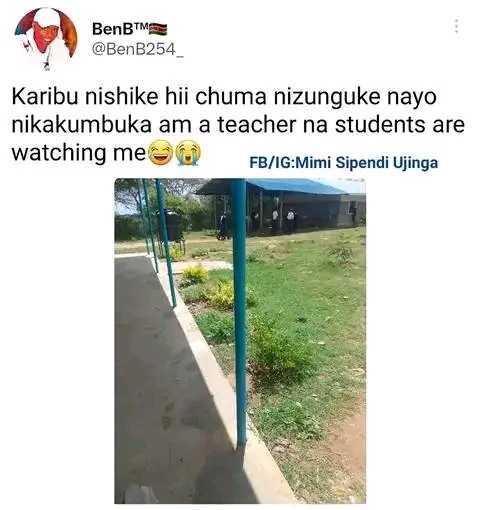 BenB™🇰🇪
@BenB254_
Karibu nishike hii chuma nizunguke nayo
nikakumbuka am a teacher na students are
watching me😂😭
FB/IG:Mimi Sipendi Ujinga